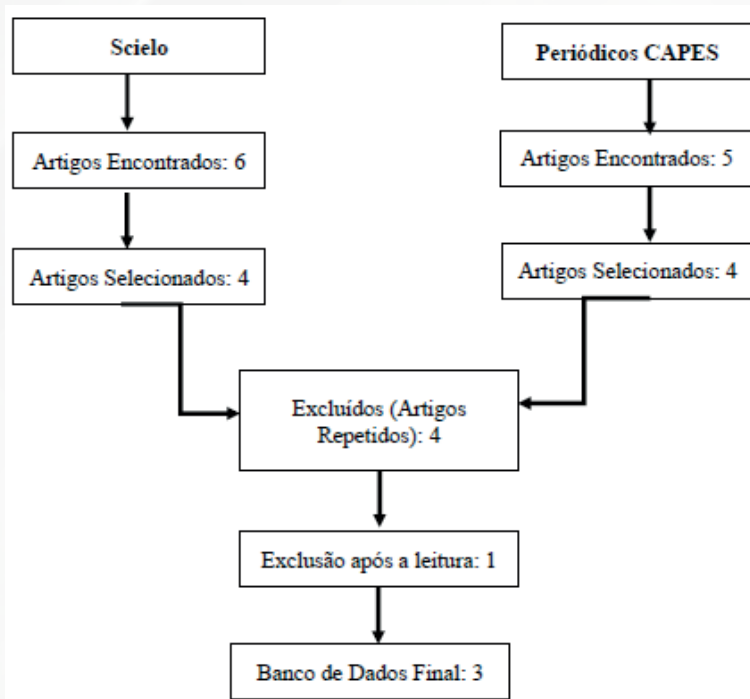 Scielo
Periódicos CAPES
Artigos Encontrados: 6
Artigos Encontrados: 5
Artigos Selecionados: 4
Artigos Selecionados: 4
Excluídos (Artigos
Repetidos): 4
Exclusão após a leitura: 1
Banco de Dados Final: 3